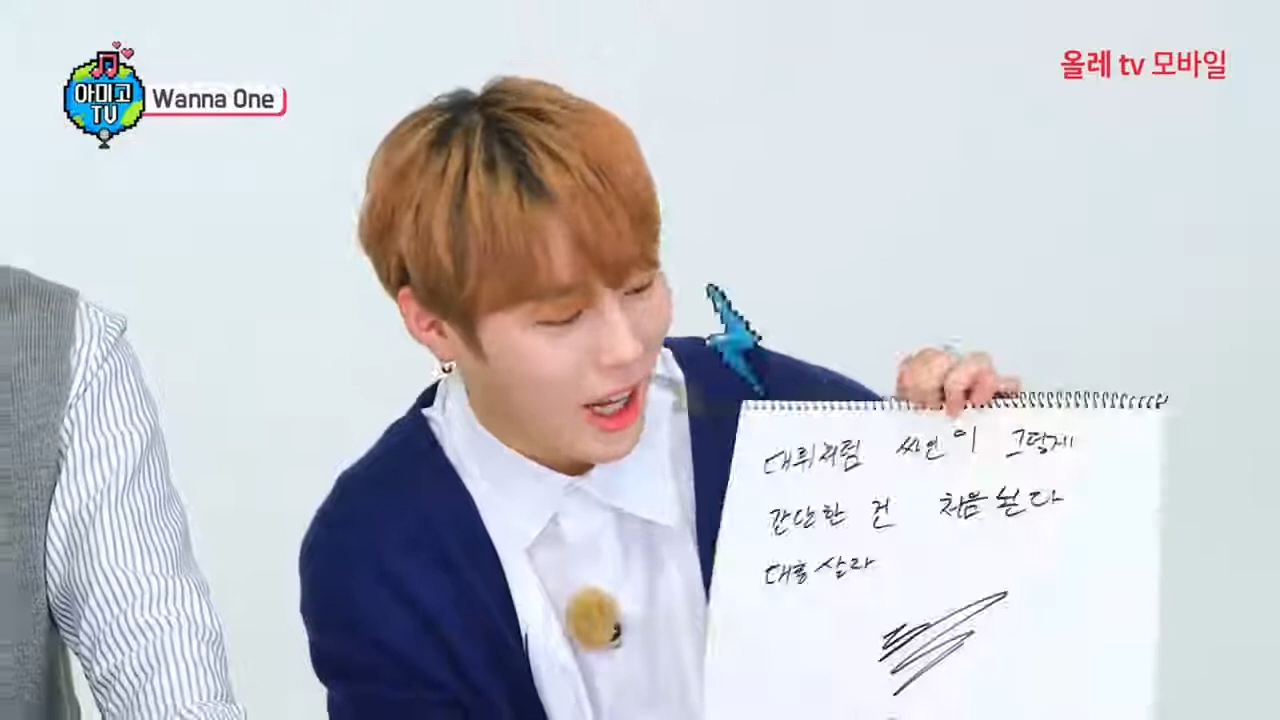 아미고
TV
Wanna One
올레 tv 모바일
대휘처럼 싸인이 그렇게
간단한 건 처음 본다
대충 살라